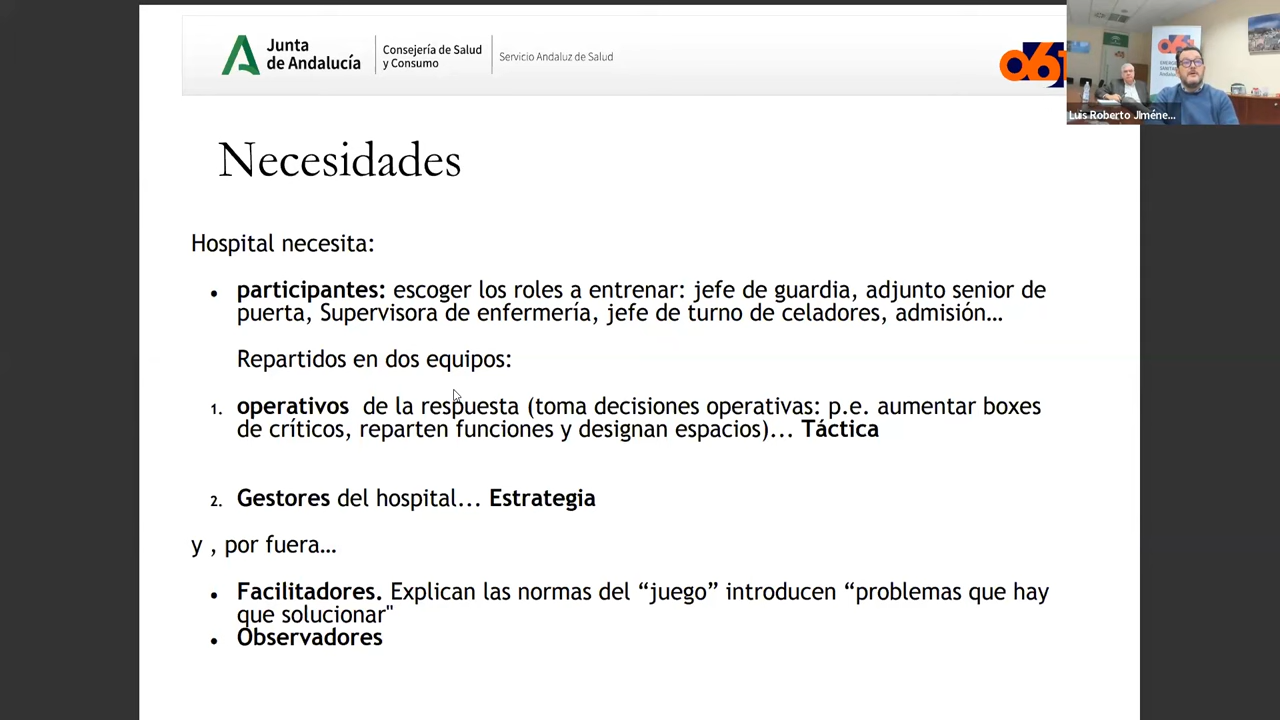 Junta
de Andalucía
Consejería de Salud
y Consumo
Servicio Andaluz de Salud
061
Luis Roberto JIméne...
Necesidades
Hospital necesita:
• participantes: escoger los roles a entrenar: jefe de guardia, adjunto senior de
puerta, Supervisora de enfermería, jefe de turno de celadores, admisión...
Repartidos en dos equipos:
1. operativos de la respuesta (toma decisiones operativas: p.e. aumentar boxes
de críticos, reparten funciones y designan espacios)... Táctica
2. Gestores del hospital... Estrategia
y , por fuera...
• Facilitadores. Explican las normas del “juego” introducen “problemas que hay
que solucionar"
• Observadores